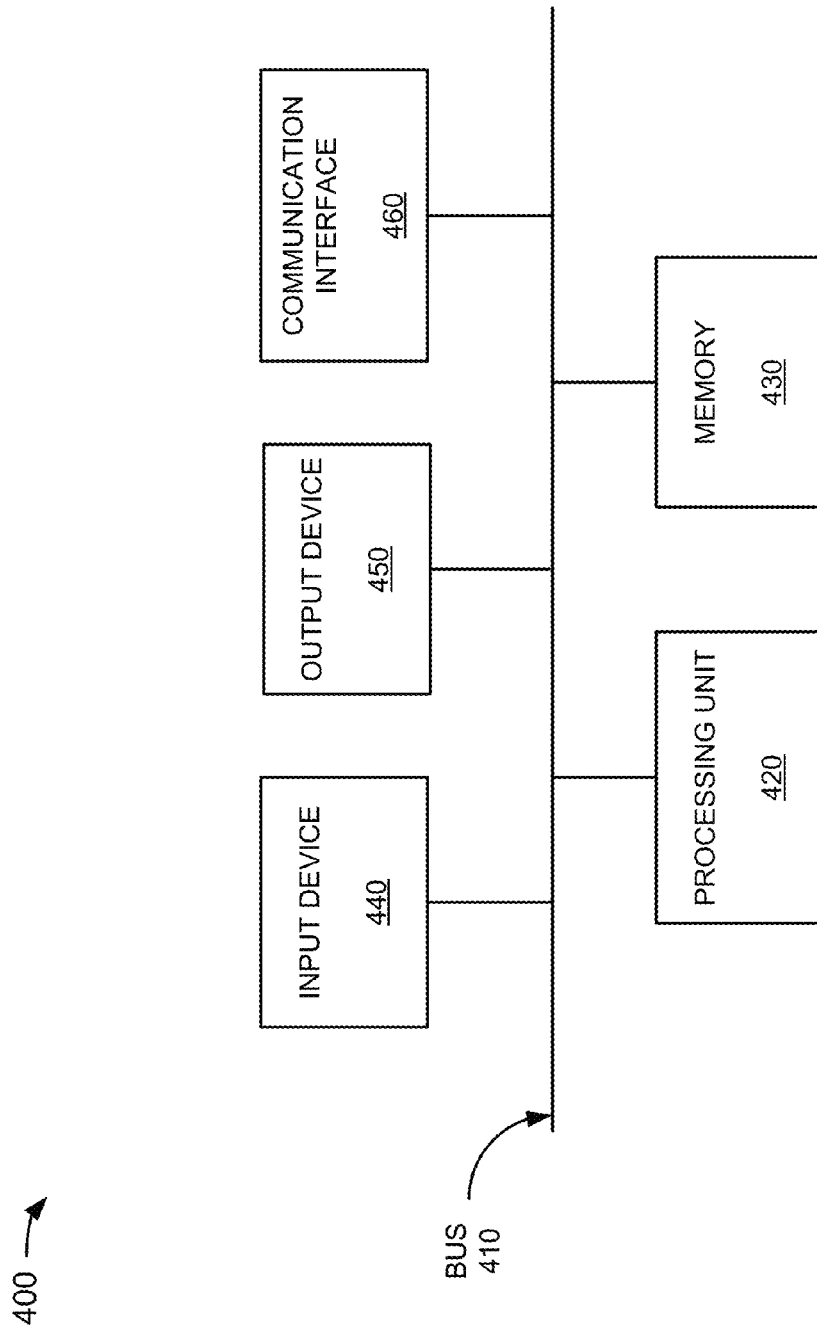 400
INPUT DEVICE
440
OUTPUT DEVICE
450
COMMUNICATION
INTERFACE
460
BUS
410
PROCESSING UNIT
420
MEMORY
430